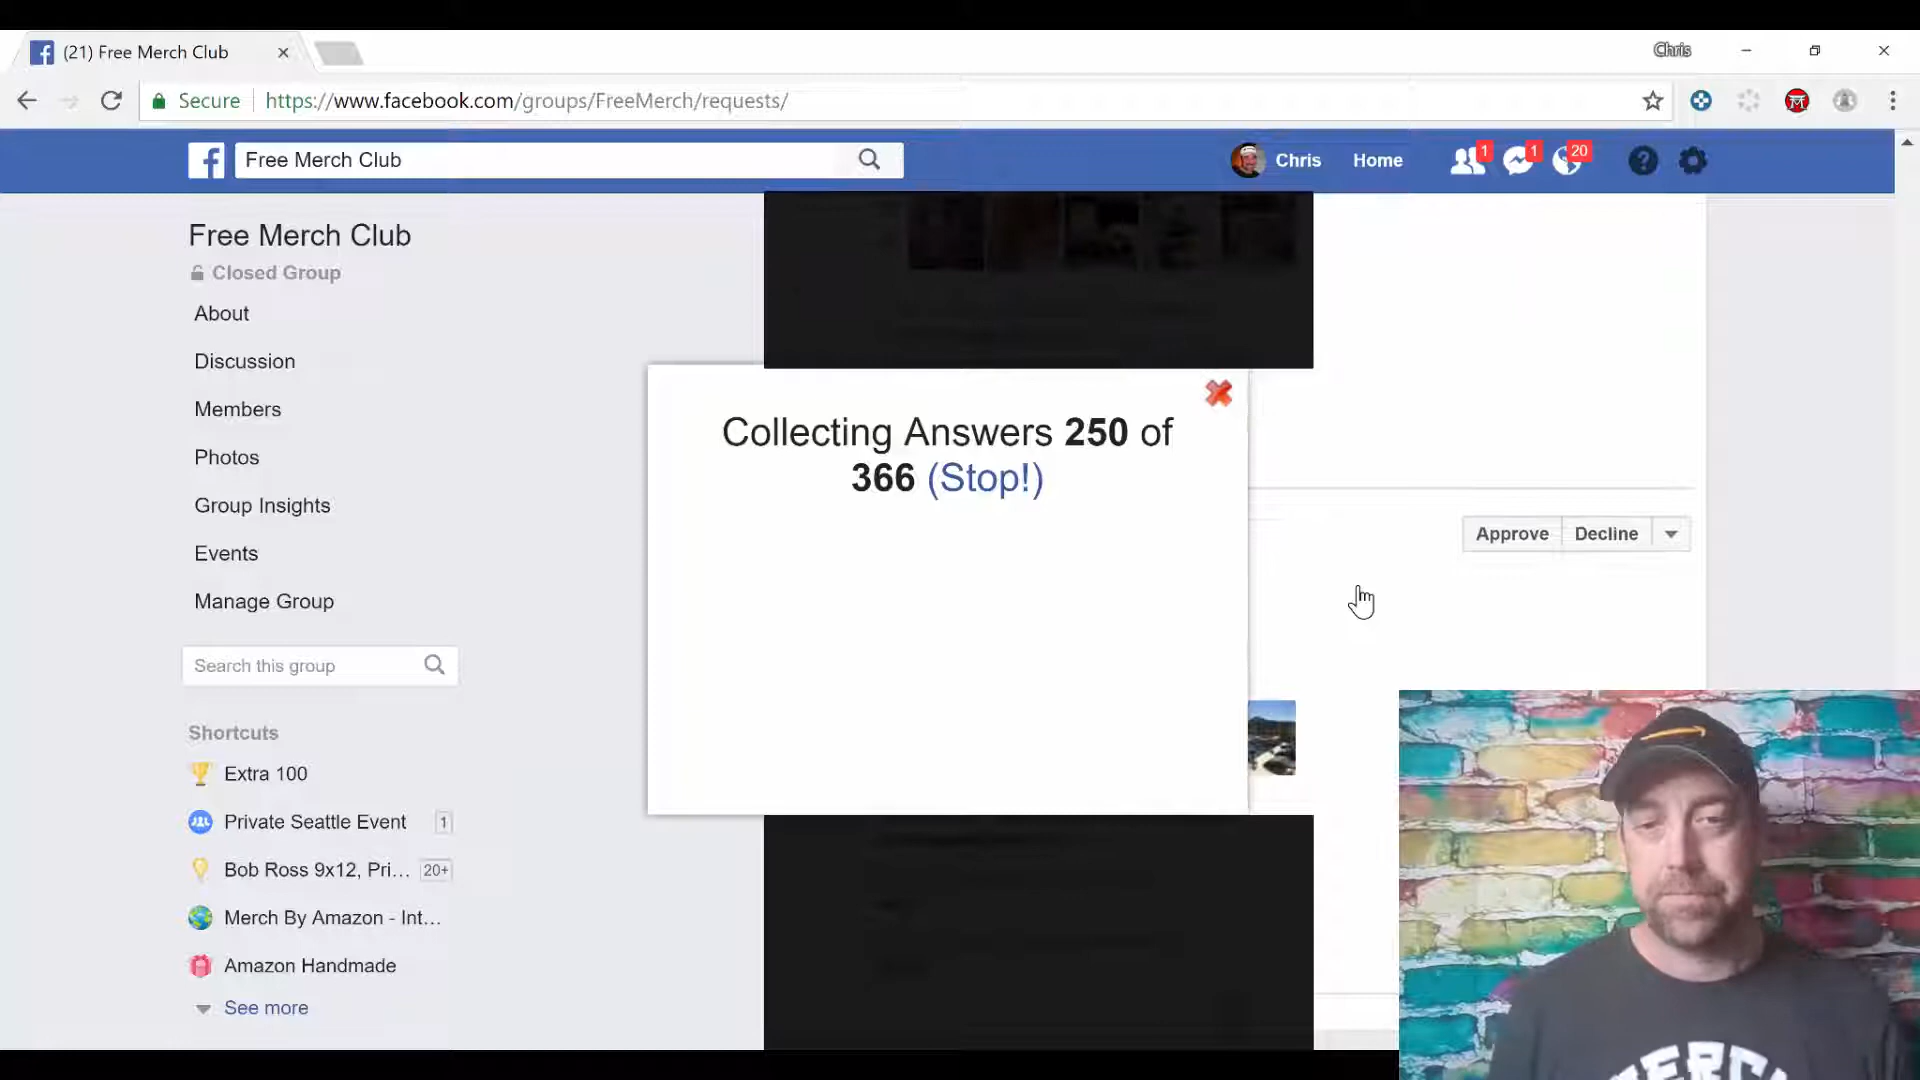 (21) Free Merch Club
Chris
Secure
https://www.facebook.com/groups/FreeMerch/requests/
Free Merch Club
Chris
Home
1
1
20
Free Merch Club
Closed Group
About
Discussion
Members
Photos
Group Insights
Events
Manage Group
Search this group
Shortcuts
Extra 100
Private Seattle Event 1
Bob Ross 9x12, Pri... 20+
Merch By Amazon - Int...
Amazon Handmade
See more
Collecting Answers 250 of
366 (Stop!)
Approve
Decline